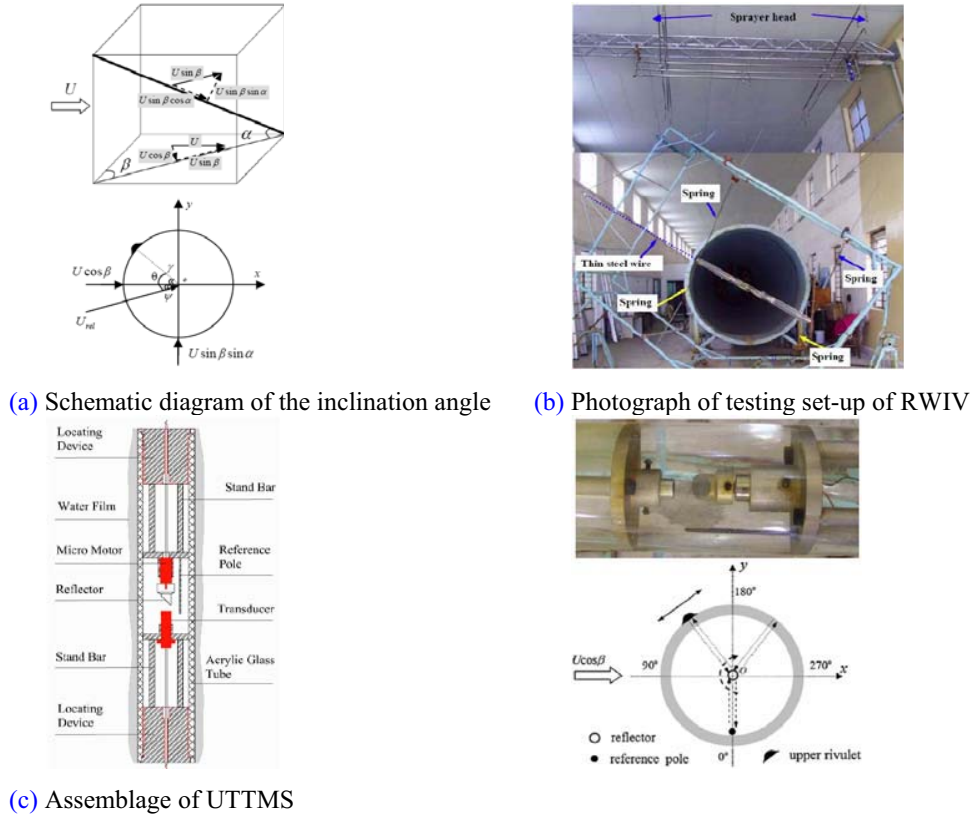 U
U sin β
U sin β sin α
U sin β cos α
U
α
U cos β
U sin β
β
y
U cos β
θ
γ
α
x
ψ
U rel
U sin β sin α
(a) Schematic diagram of the inclination angle
Sprayer head
Spring
Thin steel wire
Spring
Spring
Spring
(b) Photograph of testing set-up of RWIV
Locating
Device
Stand Bar
Water Film
Micro Motor
Reference
Pole
Reflector
Transducer
Stand Bar
Acrylic Glass
Tube
Locating
Device
y
180°
Ucosβ
90°
o
270°
x
reflector
reference pole
0°
upper rivulet
(c) Assemblage of UTTMS